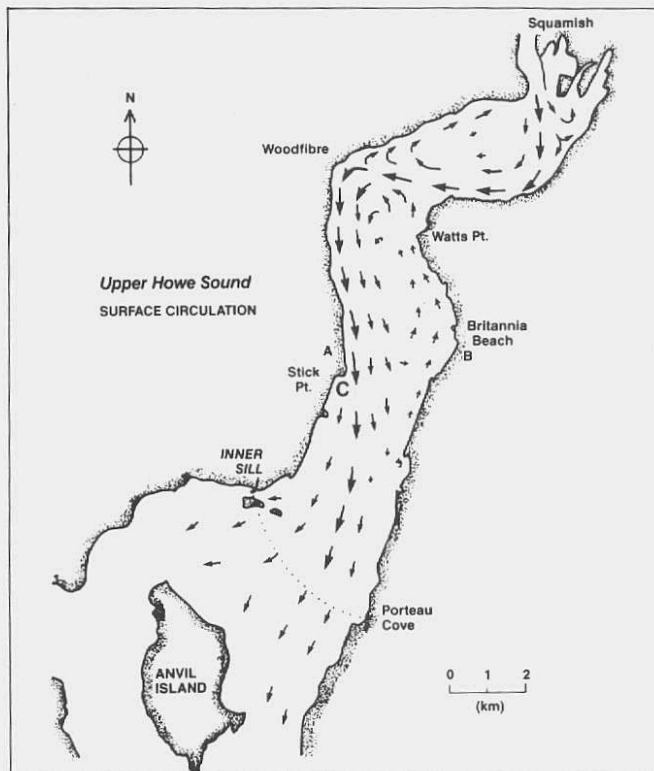 Squamish
N
Woodfibre
Watts Pt.
Upper Howe Sound
SURFACE CIRCULATION
Britannia
Beach
A
B
Stick
Pt.
C
INNER
SILL
Porteau
Cove
ANVIL
ISLAND
0 1 2
(km)